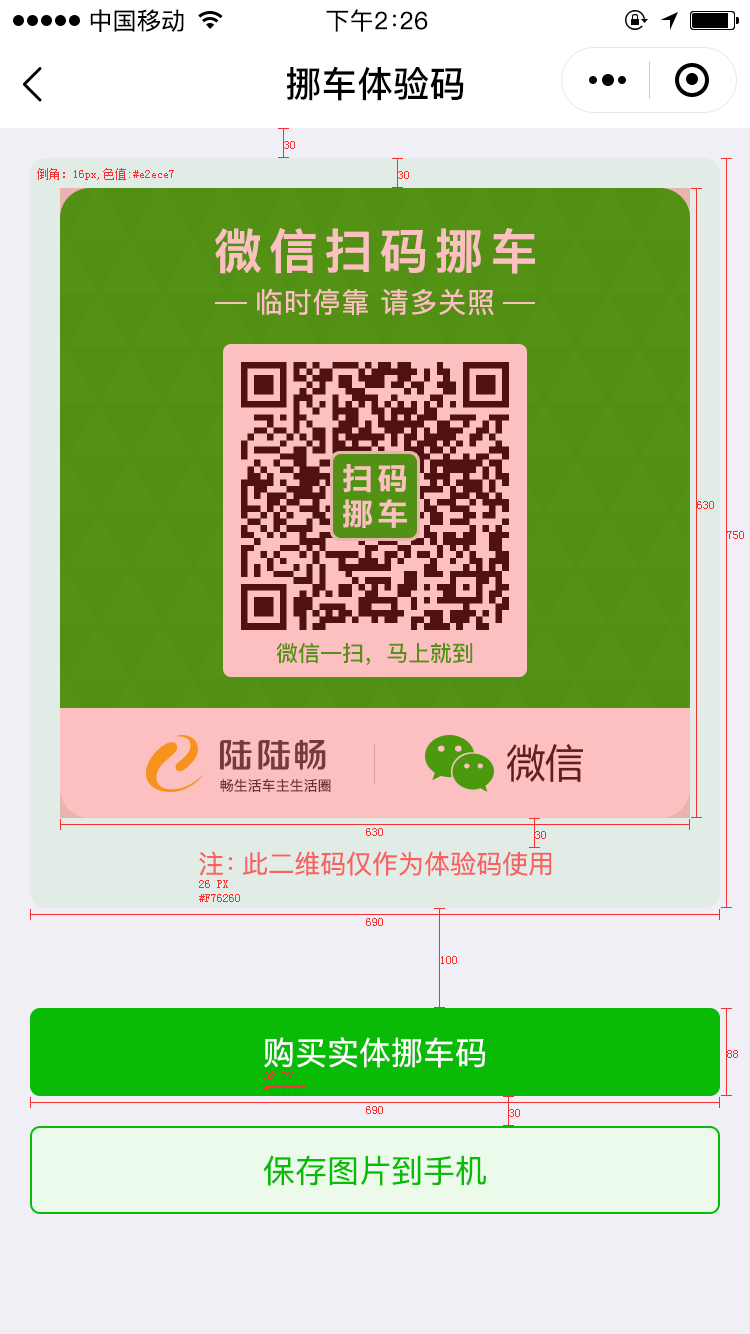 中国移动
下午2:26
挪车体验码
30
30
倒角: 16px,色值:#e2ece7
微信扫码挪车
临时停靠 请多关照
扫码
挪车
630
750
微信一扫，马上就到
陆陆畅
畅生活车主生活圈
微信
630
30
注：此二维码仅作为体验码使用
26 PX
#F76260
690
100
购买实体挪车码
88
690
30
保存图片到手机